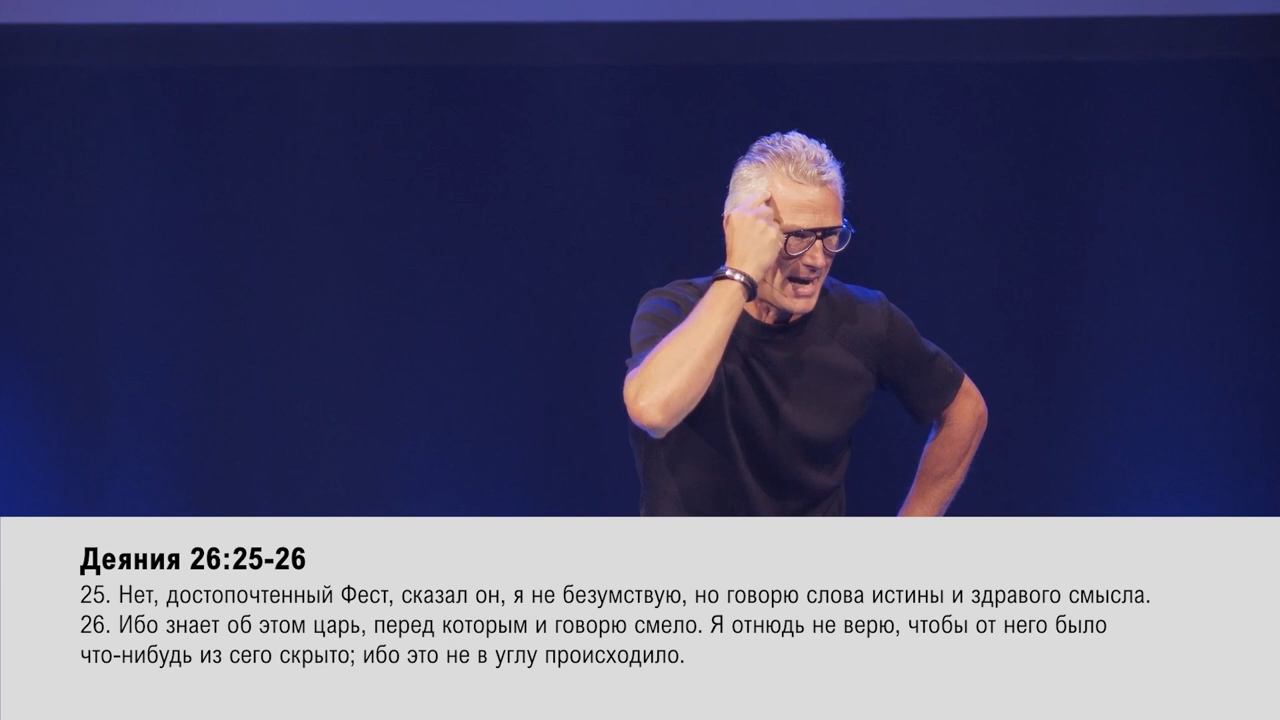 Деяния 26:25-26
25. Нет, достопочтенный Фест, сказал он, я не безумствую, но говорю слова истины и здравого смысла.
26. Ибо знает об этом царь, перед которым и говорю смело. Я отнюдь не верю, чтобы от него было
что-нибудь из сего скрыто; ибо это не в углу происходило.